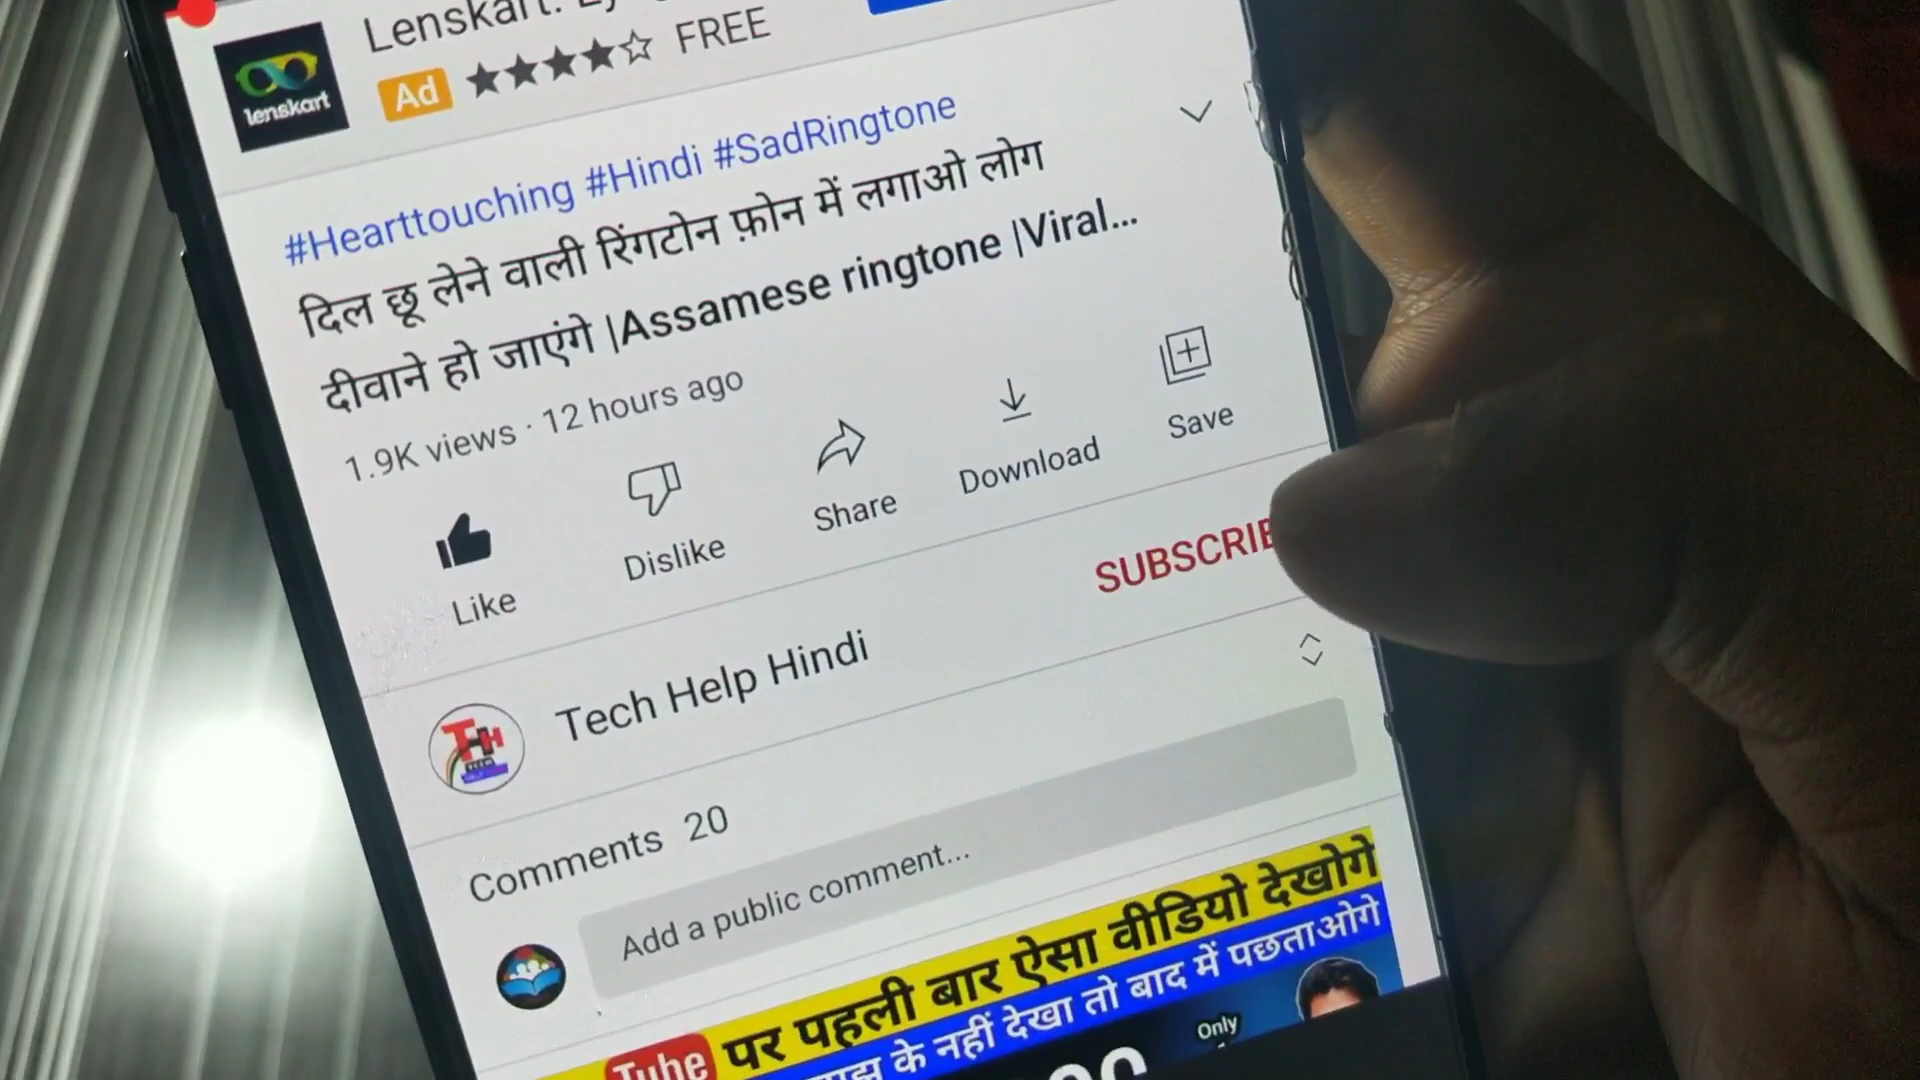 Lenskart:
lenskart
Ad ★★★★☆ FREE
#Hearttouching #Hindi #SadRingtone
दिल छू लेने वाली रिंगटोन फ़ोन में लगाओ लोग
दीवाने हो जाएंगे |Assamese ringtone |Viral...
1.9K views · 12 hours ago
Like
Dislike
Share
Download
Save
Tech Help Hindi
Comments 20
Add a public comment...
Tube पर पहली बार ऐसा वीडियो देखोगे
के नहीं देखा तो बाद में पछताओगे
Only